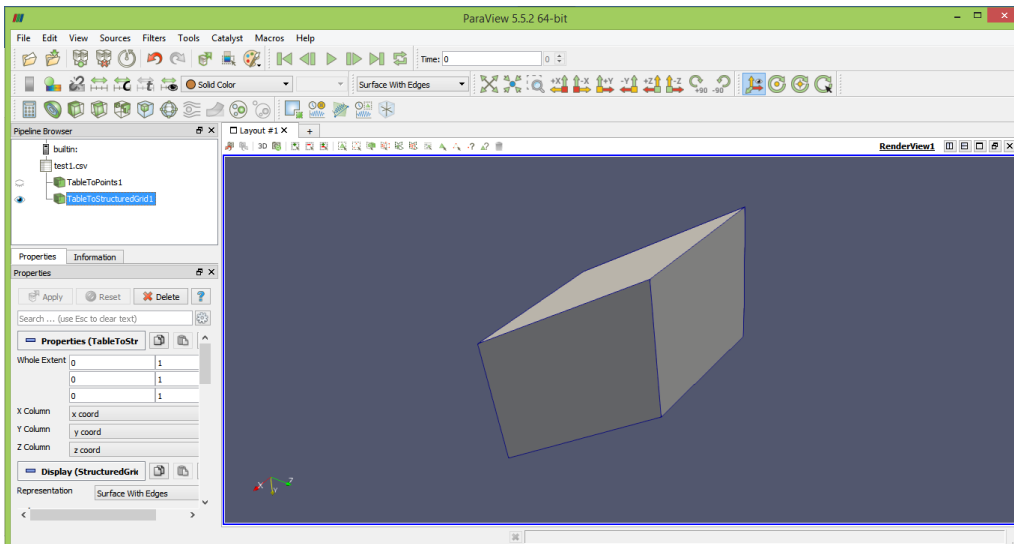 ParaView 5.5.2 64-bit
File Edit View Sources Filters Tools Catalyst Macros Help
Time: 0 0
Solid Color Surface With Edges +X -X +Y -Y +Z -Z +90 -90
Pipeline Browser
Layout #1 X +
builtin:
3D RenderView1
test1.csv
TableToPoints1
TableToStructuredGrid1
Properties Information
Properties
Apply Reset Delete ?
Search ... (use Esc to clear text)
Properties (TableToStr
Whole Extent 0 1
0 1
0 1
X Column x coord
Y Column y coord
Z Column z coord
Display (StructuredGri
Representation Surface With Edges
X Y Z